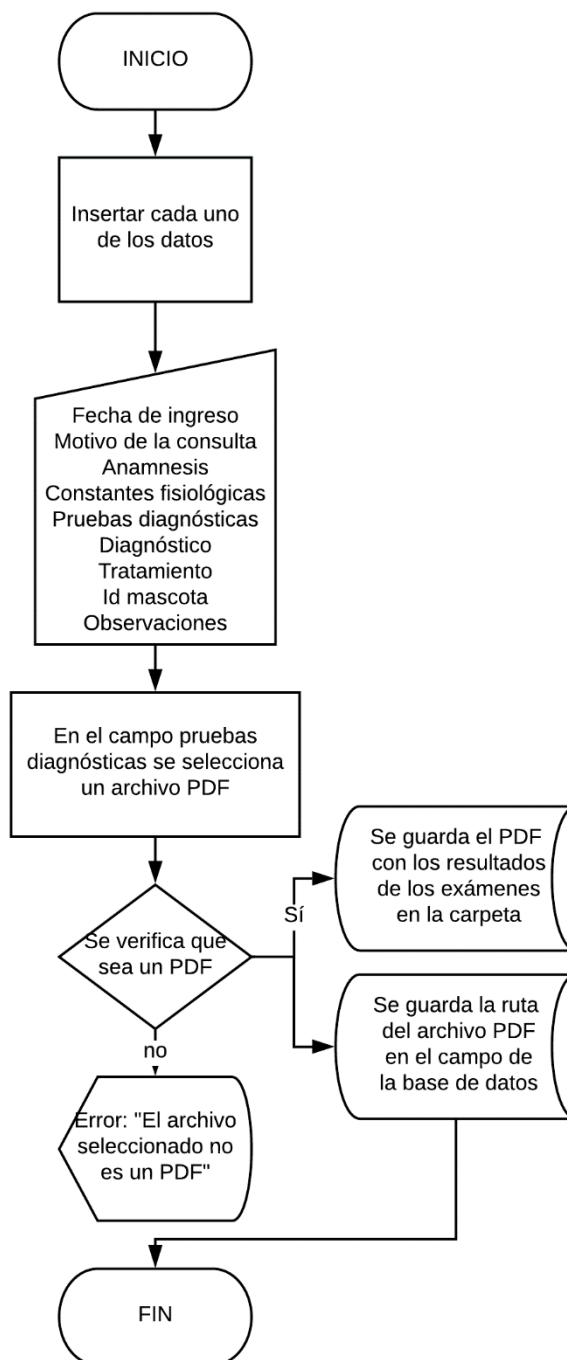 INICIO
Insertar cada uno
de los datos
Fecha de ingreso
Motivo de la consulta
Anamnesis
Constantes fisiológicas
Pruebas diagnósticas
Diagnóstico
Tratamiento
Id mascota
Observaciones
En el campo pruebas
diagnósticas se selecciona
un archivo PDF
Se verifica que
sea un PDF
Sí
Se guarda el PDF
con los resultados
de los exámenes
en la carpeta
Se guarda la ruta
del archivo PDF
en el campo de
la base de datos
no
Error: "El archivo
seleccionado no
es un PDF"
FIN